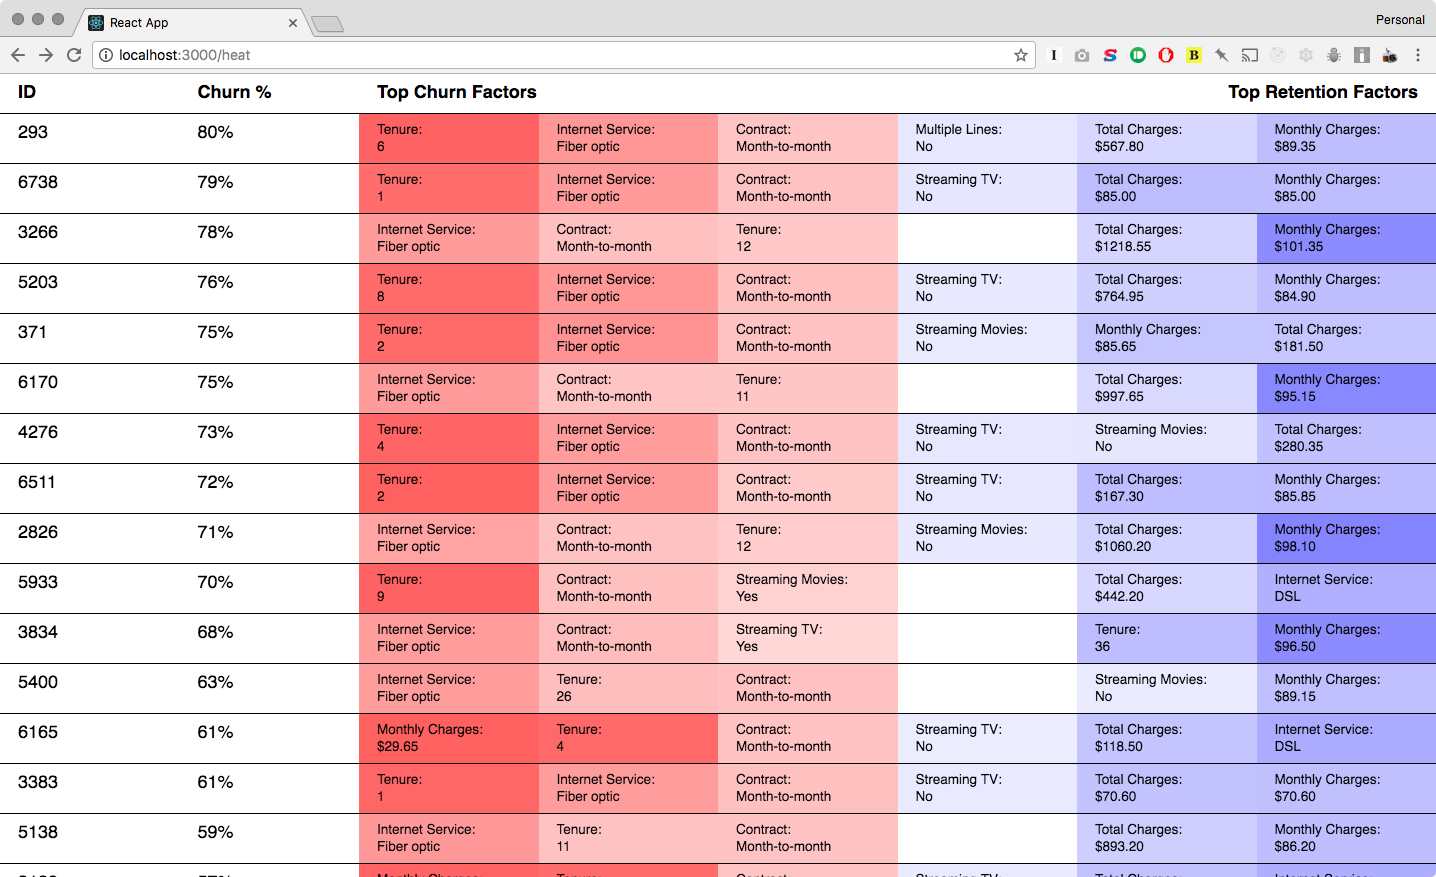 React App
Personal
localhost:3000/heat
ID Churn % Top Churn Factors Top Retention Factors
293 80% Tenure: Internet Service: Contract: Multiple Lines: Total Charges: Monthly Charges:
6 Fiber optic Month-to-month No $567.80 $89.35
6738 79% Tenure: Internet Service: Contract: Streaming TV: Total Charges: Monthly Charges:
1 Fiber optic Month-to-month No $85.00 $85.00
3266 78% Internet Service: Contract: Tenure: Total Charges: Monthly Charges:
Fiber optic Month-to-month 12 $1218.55 $101.35
5203 76% Tenure: Internet Service: Contract: Streaming TV: Total Charges: Monthly Charges:
8 Fiber optic Month-to-month No $764.95 $84.90
371 75% Tenure: Internet Service: Contract: Streaming Movies: Monthly Charges: Total Charges:
2 Fiber optic Month-to-month No $85.65 $181.50
6170 75% Internet Service: Contract: Tenure: Total Charges: Monthly Charges:
Fiber optic Month-to-month 11 $997.65 $95.15
4276 73% Tenure: Internet Service: Contract: Streaming TV: Streaming Movies: Total Charges:
4 Fiber optic Month-to-month No No $280.35
6511 72% Tenure: Internet Service: Contract: Streaming TV: Total Charges: Monthly Charges:
2 Fiber optic Month-to-month No $167.30 $85.85
2826 71% Internet Service: Contract: Tenure: Streaming Movies: Total Charges: Monthly Charges:
Fiber optic Month-to-month 12 No $1060.20 $98.10
5933 70% Tenure: Contract: Streaming Movies: Total Charges: Internet Service:
9 Month-to-month Yes $442.20 DSL
3834 68% Internet Service: Contract: Streaming TV: Tenure: Monthly Charges:
Fiber optic Month-to-month Yes 36 $96.50
5400 63% Internet Service: Tenure: Contract: Streaming Movies: Monthly Charges:
Fiber optic 26 Month-to-month No $89.15
6165 61% Monthly Charges: Tenure: Contract: Streaming TV: Total Charges: Internet Service:
$29.65 4 Month-to-month No $118.50 DSL
3383 61% Tenure: Internet Service: Contract: Streaming TV: Total Charges: Monthly Charges:
1 Fiber optic Month-to-month No $70.60 $70.60
5138 59% Internet Service: Tenure: Contract: Total Charges: Monthly Charges:
Fiber optic 11 Month-to-month $893.20 $86.20